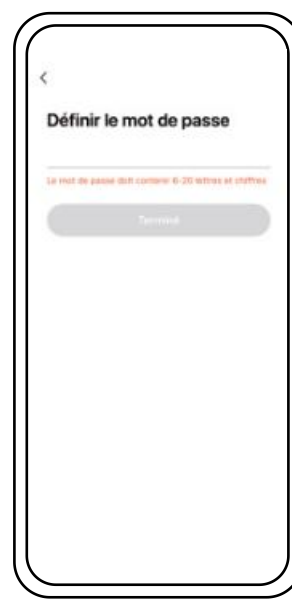 Définir le mot de passe
Le mot de passe doit contenir 6-20 lettres et chiffres
Terminé